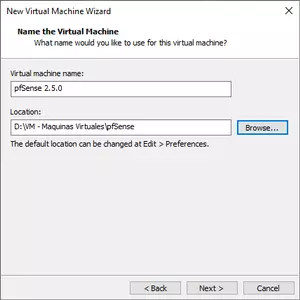 New Virtual Machine Wizard
Name the Virtual Machine
What name would you like to use for this virtual machine?
Virtual machine name:
pfSense 2.5.0
Location:
D:\VM - Maquinas Virtuales\pfSense
Browse...
The default location can be changed at Edit > Preferences.
< Back
Next >
Cancel